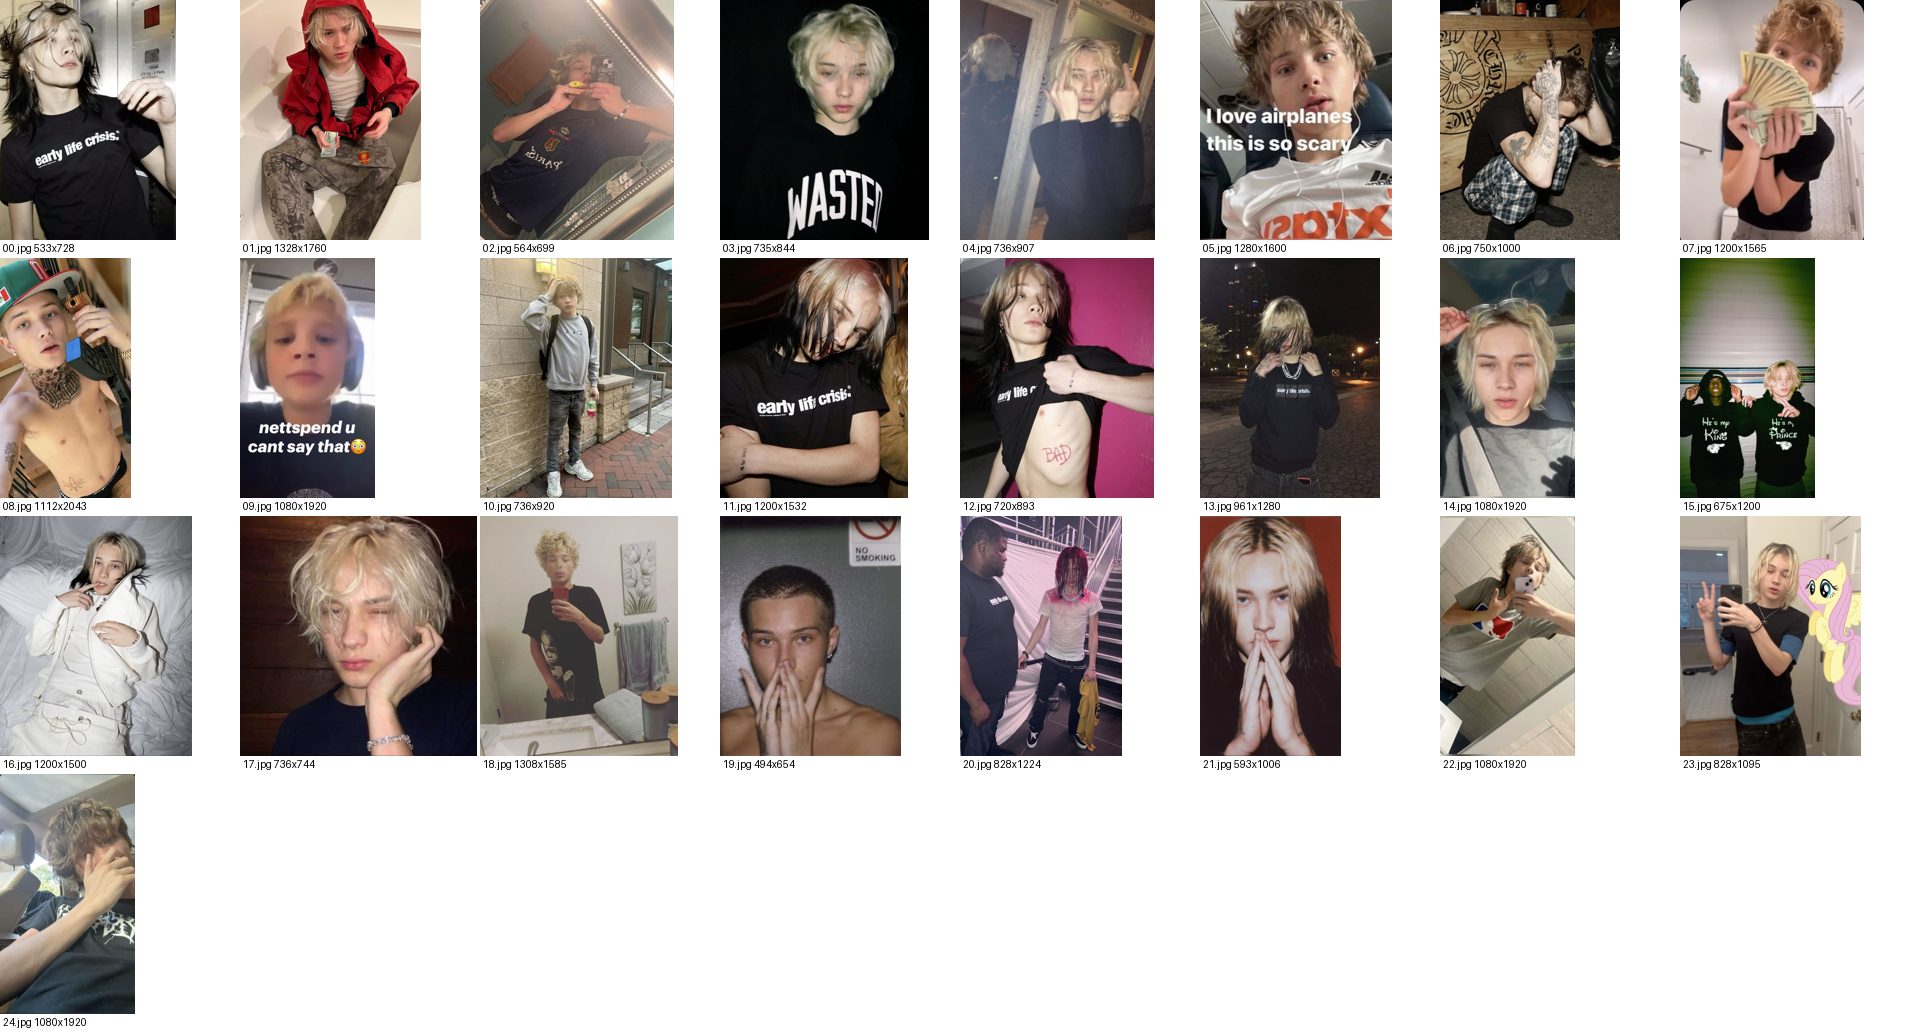 early life crisis.
00.jpg 533x728
01.jpg 1328x1760
PARIS
02.jpg 564x699
WASTED
03.jpg 735x844
04.jpg 736x907
I love airplanes
this is so scary
05.jpg 1280x1600
06.jpg 750x1000
07.jpg 1200x1565
08.jpg 1112x2043
nettspend u
cant say that😳
09.jpg 1080x1920
10.jpg 736x920
early life crisis.
11.jpg 1200x1532
early life c
BAD
12.jpg 720x893
early life crisis.
13.jpg 961x1280
14.jpg 1080x1920
He's my
King
He's my
Prince
15.jpg 675x1200
16.jpg 1200x1500
17.jpg 736x744
18.jpg 1308x1585
NO
SMOKING
19.jpg 494x654
20.jpg 828x1224
21.jpg 593x1006
22.jpg 1080x1920
23.jpg 828x1095
24.jpg 1080x1920